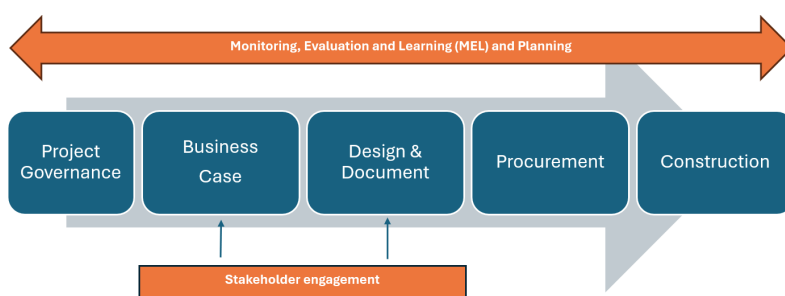 Monitoring, Evaluation and Learning (MEL) and Planning
Project
Governance
Business
Case
Design &
Document
Procurement
Construction
Stakeholder engagement